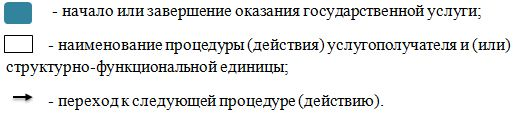 - начало или завершение оказания государственной услуги;
- наименование процедуры (действия) услугополучателя и (или)
структурно-функциональной единицы;
- переход к следующей процедуре (действию).